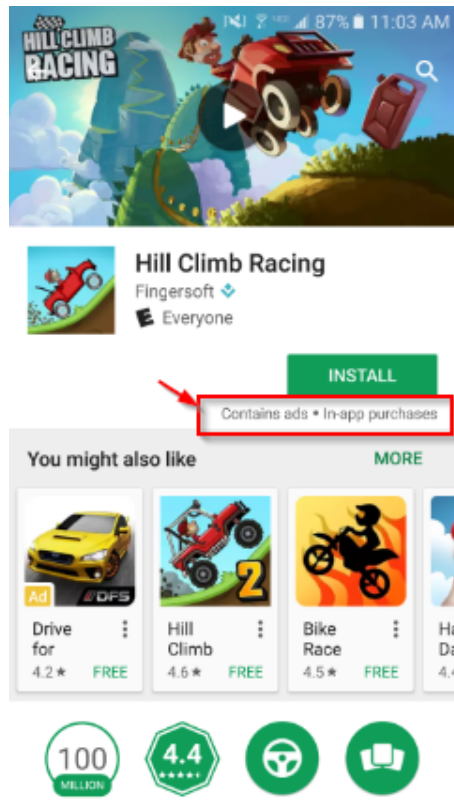 87% 11:03 AM
HILL CLIMB
RACING
Hill Climb Racing
Fingersoft
E Everyone
INSTALL
Contains ads • In-app purchases
You might also like
MORE
Ad
DFS
2
Drive
for
4.2★ FREE
Hill
Climb
4.6★ FREE
Bike
Race
4.5★ FREE
100
MILLION
4.4